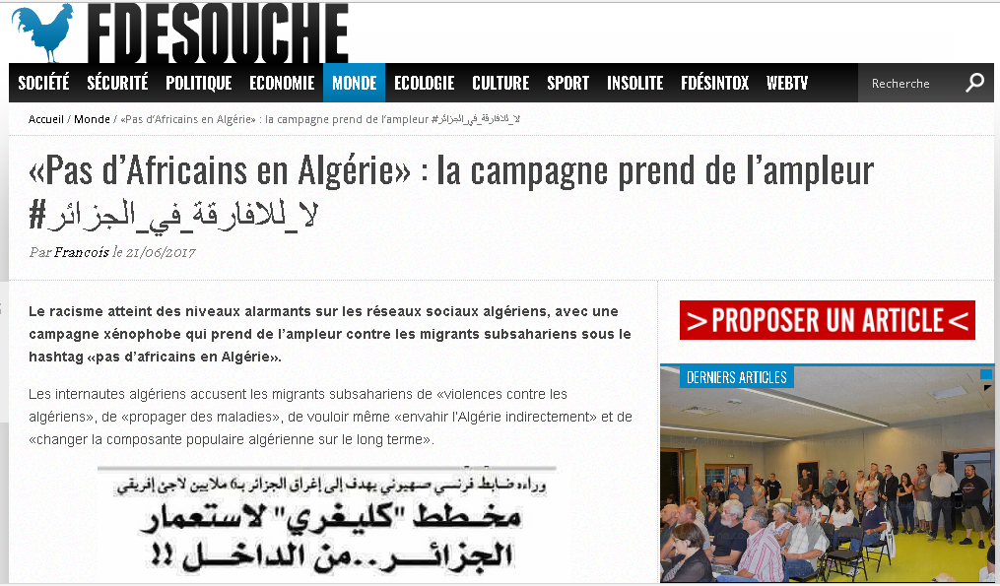 FDESOUCHE
SOCIÉTÉ SÉCURITÉ POLITIQUE ECONOMIE MONDE ECOLOGIE CULTURE SPORT INSOLITE FDÉSINTOX WEBTV Recherche
Accueil / Monde / «Pas d’Africains en Algérie» : la campagne prend de l’ampleur #لا_للافارقة_في_الجزائر
«Pas d’Africains en Algérie» : la campagne prend de l’ampleur
#لا_للافارقة_في_الجزائر
Par Francois le 21/06/2017
Le racisme atteint des niveaux alarmants sur les réseaux sociaux algériens, avec une
campagne xénophobe qui prend de l’ampleur contre les migrants subsahariens sous le
hashtag «pas d’africains en Algérie».
Les internautes algériens accusent les migrants subsahariens de «violences contre les
algériens», de «propager des maladies», de vouloir même «envahir l’Algérie indirectement» et de
«changer la composante populaire algérienne sur le long terme».
وراءه ضابط فرنسي صهيوني يهدف إلى إغراق الجزائر بـ6 ملايين لاجئ إفريقي
مخطط "كليغري" لاستعمار
الجزائر..من الداخل !!
>PROPOSER UN ARTICLE<
DERNIERS ARTICLES